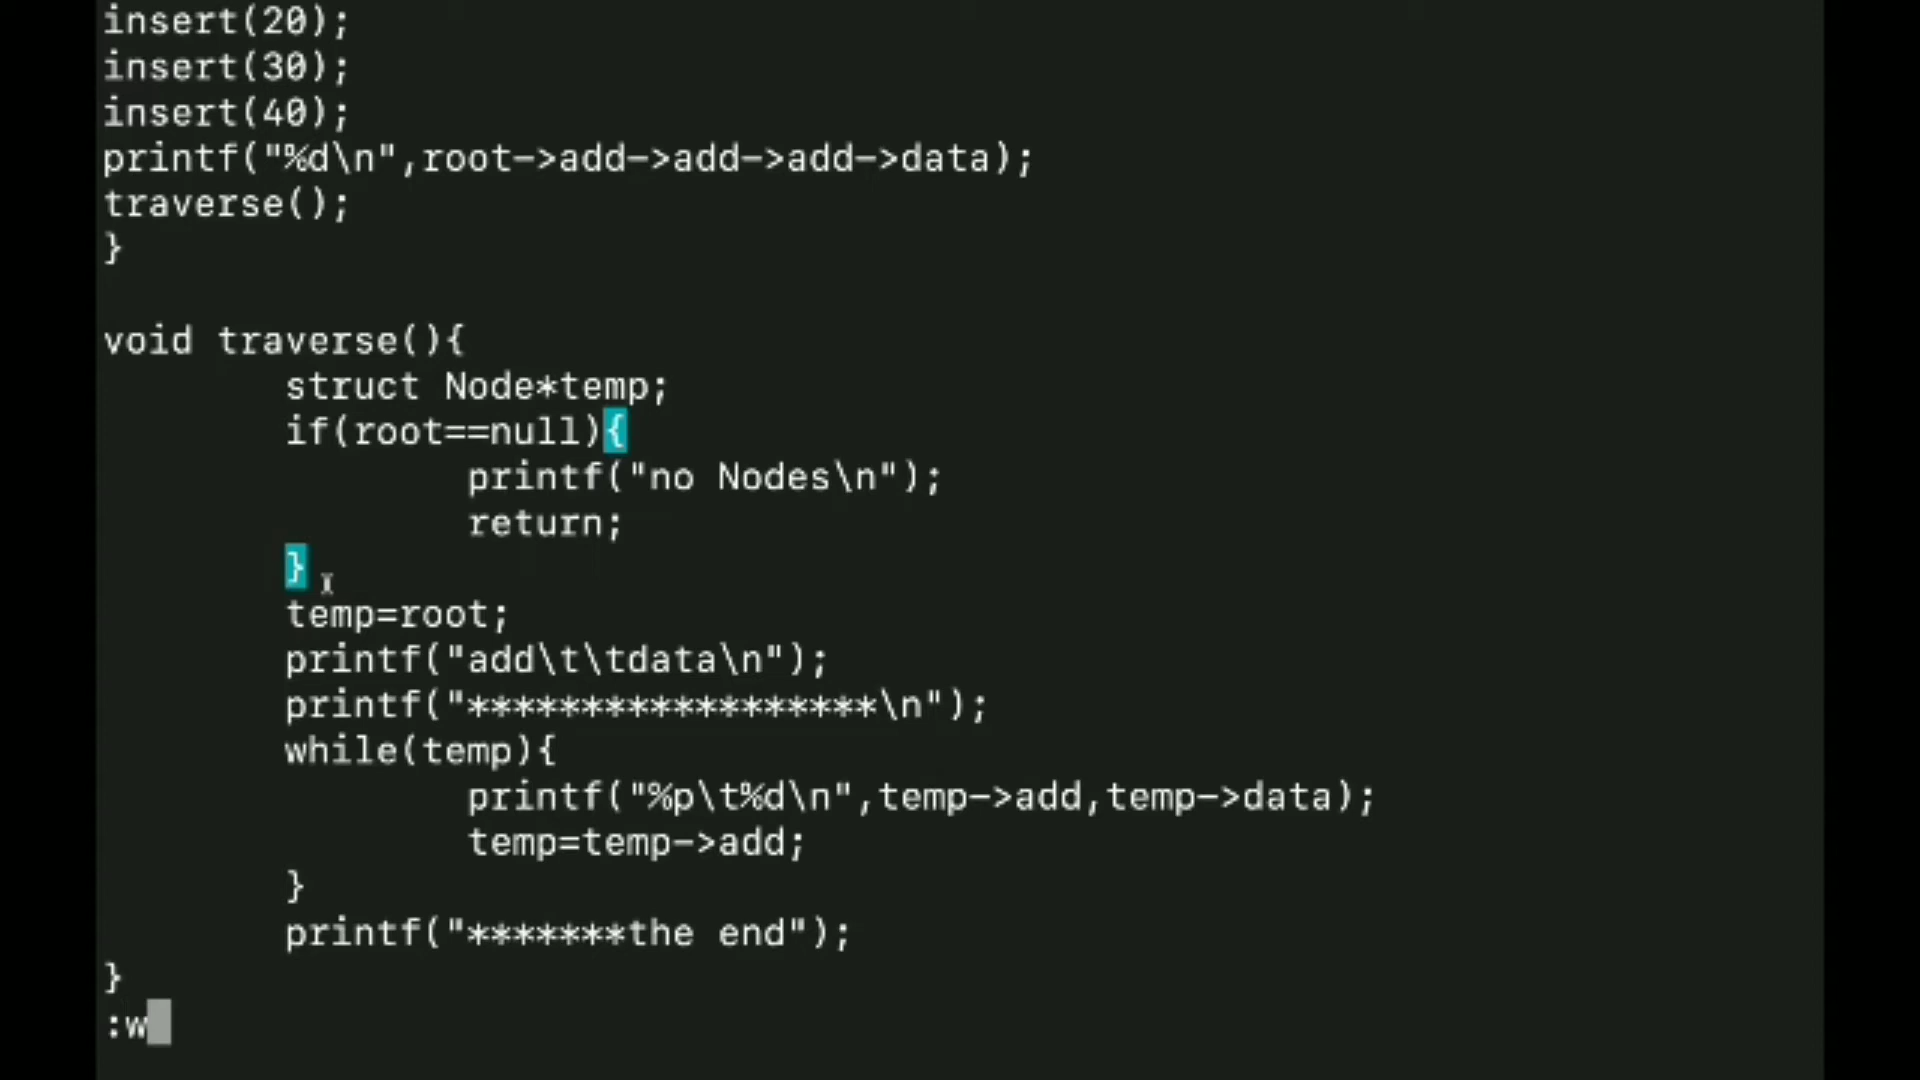 insert(20);
insert(30);
insert(40);
printf("%d\n",root->add->add->add->data);
traverse();
}
void traverse(){
struct Node*temp;
if(root==null){
printf("no Nodes\n");
return;
}
temp=root;
printf("add\t\tdata\n");
printf("******************\n");
while(temp){
printf("%p\t%d\n",temp->add,temp->data);
temp=temp->add;
}
printf("*******the end");
}
:w